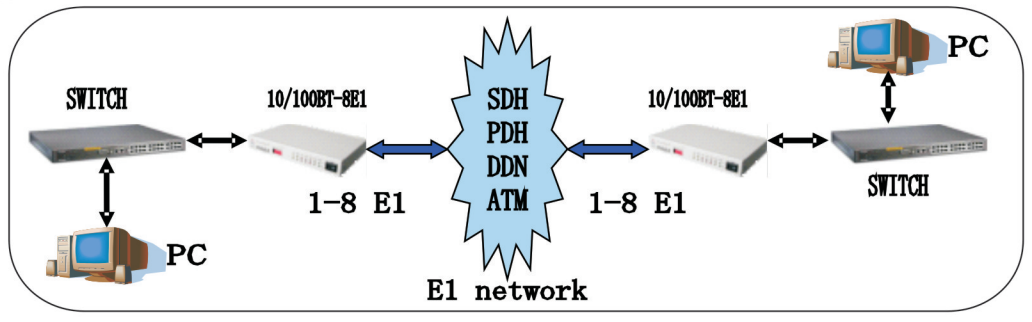 PC
SWITCH
10/100BT-8E1
SDH
PDH
DDN
ATM
10/100BT-8E1
SWITCH
1-8 E1
1-8 E1
PC
E1 network